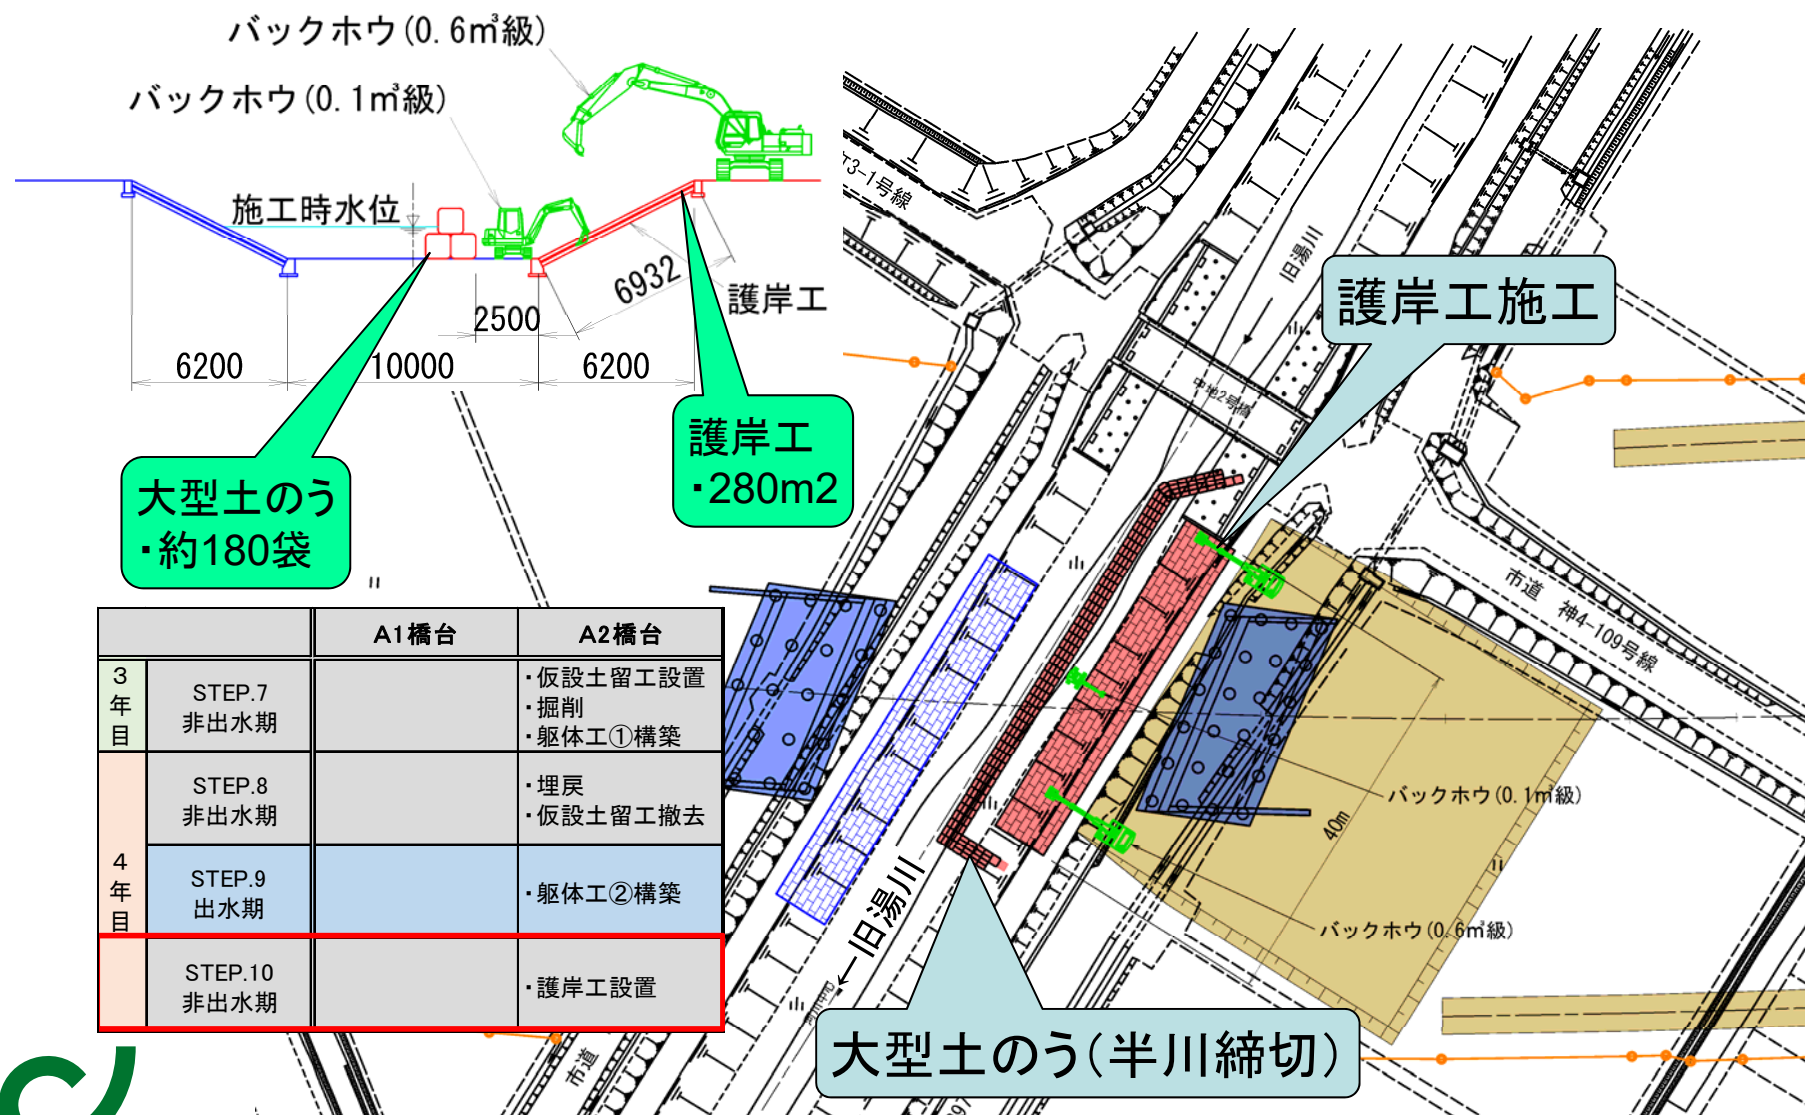 バックホウ(0.6㎥級)
バックホウ(0.1㎥級)
施工時水位
6932
護岸工
2500
6200
10000
6200
大型土のう
・約180袋
護岸工
・280m2
護岸工施工
3-1号線
旧湯川
中地2号橋
市道 神4-109号線
バックホウ(0.1㎥級)
40m
バックホウ(0.6㎥級)
←旧湯川
大型土のう(半川締切)
市道
A1橋台
A2橋台
3年目
STEP.7
非出水期
・仮設土留工設置
・掘削
・躯体工①構築
4年目
STEP.8
非出水期
・埋戻
・仮設土留工撤去
STEP.9
出水期
・躯体工②構築
STEP.10
非出水期
・護岸工設置